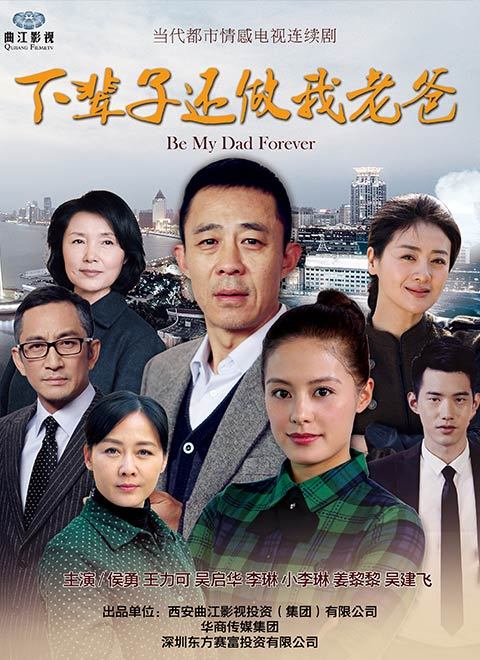 曲江影视
QUJIANG FILM&TV
当代都市情感电视连续剧
下辈子还做我老爸
Be My Dad Forever
主演/侯勇 王力可 吴启华 李琳 小李琳 姜黎黎 吴建飞
出品单位：西安曲江影视投资（集团）有限公司
华商传媒集团
深圳东方赛富投资有限公司